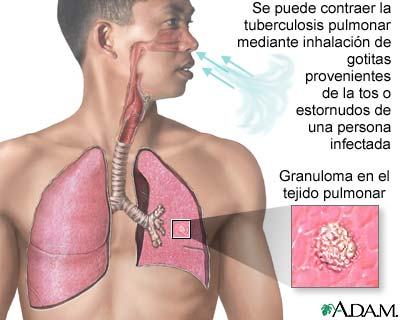 Se puede contraer la
tuberculosis pulmonar
mediante inhalación de
gotitas
provenientes
de la tos o
estornudos de
una persona
infectada
Granuloma en el
tejido pulmonar
A.D.A.M.